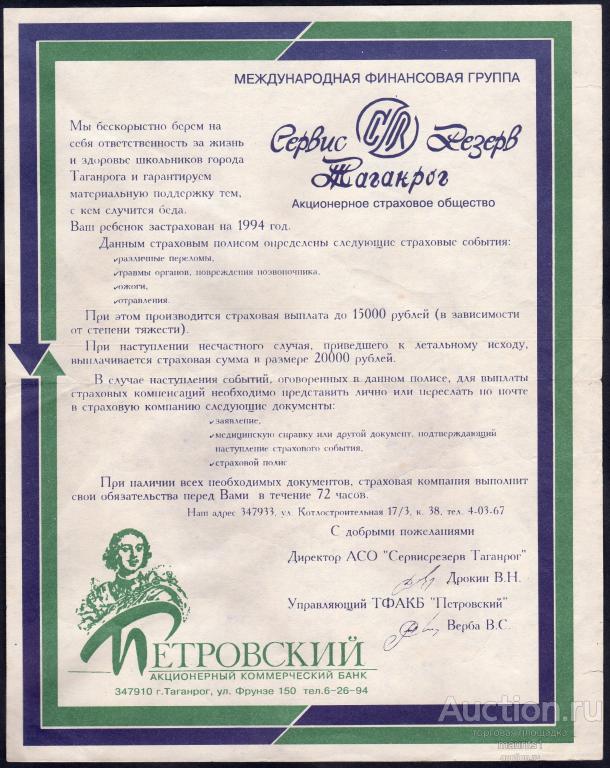 МЕЖДУНАРОДНАЯ ФИНАНСОВАЯ ГРУППА
Сервис СR Резерв
Таганрог
Акционерное страховое общество
Мы бескорыстно берем на
себя ответственность за жизнь
и здоровье школьников города
Таганрога и гарантируем
материальную поддержку тем,
с кем случится беда.
Ваш ребенок застрахован на 1994 год.
Данным страховым полисом определены следующие страховые события:
✓различные переломы,
✓травмы органов, повреждения позвоночника,
✓ожоги,
✓отравления.
При этом производится страховая выплата до 15000 рублей (в зависимости
от степени тяжести).
При наступлении несчастного случая, приведшего к летальному исходу,
выплачивается страховая сумма в размере 20000 рублей.
В случае наступления событий, оговоренных в данном полисе, для выплаты
страховых компенсаций необходимо представить лично или переслать по почте
в страховую компанию следующие документы:
✓заявление,
✓медицинскую справку или другой документ, подтверждающий
наступление страхового события,
✓страховой полис
При наличии всех необходимых документов, страховая компания выполнит
свои обязательства перед Вами в течение 72 часов.
Наш адрес 347933, ул. Котлостроительная 17/3, к. 38, тел. 4-03-67
С добрыми пожеланиями
Директор АСО "Сервисрезерв Таганрог"
Дрокин В.Н.
Управляющий ТФАКБ "Петровский"
Верба В.С.
ПЕТРОВСКИЙ
АКЦИОНЕРНЫЙ КОММЕРЧЕСКИЙ БАНК
347910 г.Таганрог, ул. Фрунзе 150 тел.6-26-94
Auction.ru
торговая площадка
auction.ru